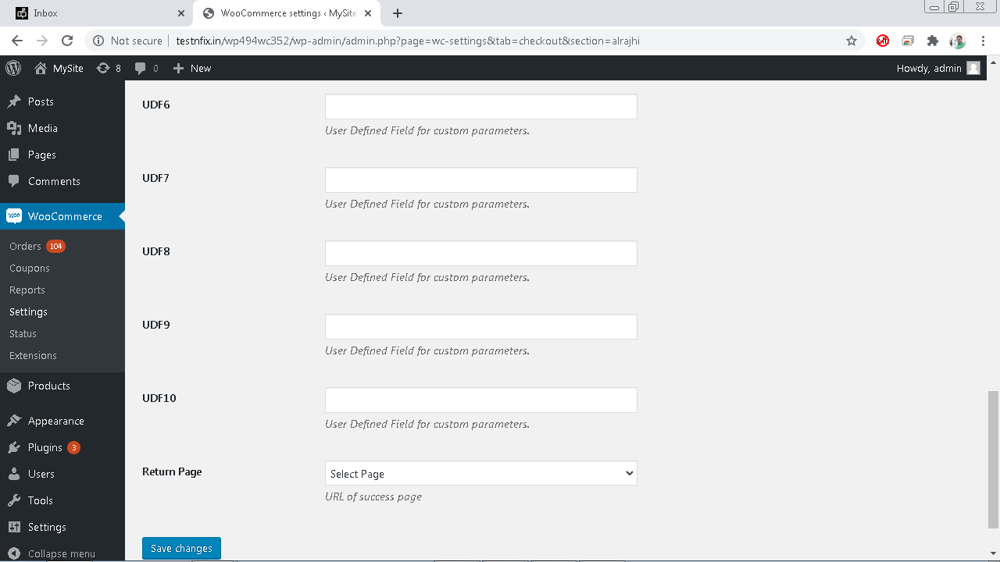 Inbox
WooCommerce settings ‹ MySite
Not secure
testnfix.in/wp494wc352/wp-admin/admin.php?page=wc-settings&tab=checkout&section=alrajhi
MySite
8
0
New
Howdy, admin
Posts
Media
Pages
Comments
WooCommerce
Orders 104
Coupons
Reports
Settings
Status
Extensions
Products
Appearance
Plugins 3
Users
Tools
Settings
Collapse menu
UDF6
User Defined Field for custom parameters.
UDF7
User Defined Field for custom parameters.
UDF8
User Defined Field for custom parameters.
UDF9
User Defined Field for custom parameters.
UDF10
User Defined Field for custom parameters.
Return Page
Select Page
URL of success page
Save changes